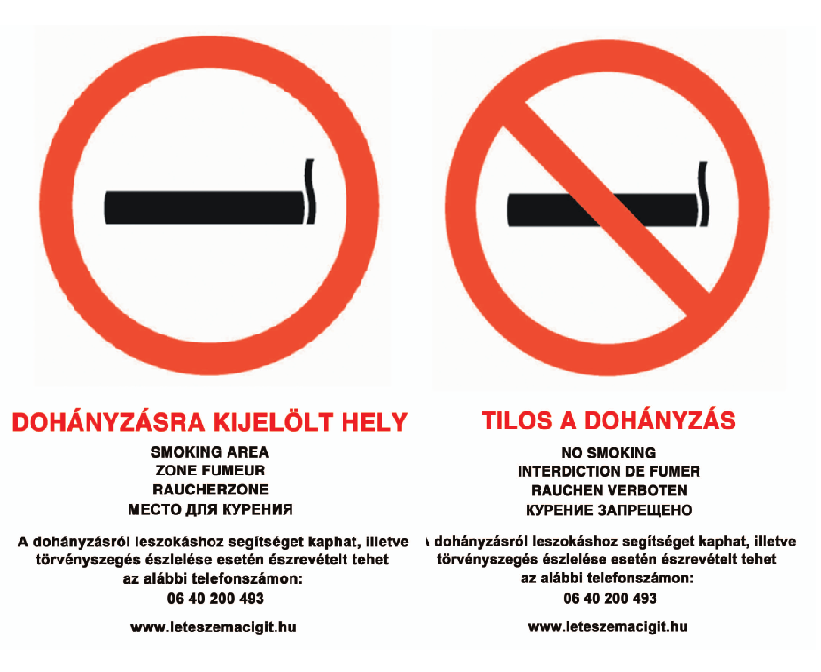 DOHÁNYZÁSRA KIJELÖLT HELY
SMOKING AREA
ZONE FUMEUR
RAUCHERZONE
МЕСТО ДЛЯ КУРЕНИЯ
A dohányzásról leszokáshoz segítséget kaphat, illetve
törvényszegés észlelése esetén észrevételt tehet
az alábbi telefonszámon:
06 40 200 493
www.leteszemacigit.hu
TILOS A DOHÁNYZÁS
NO SMOKING
INTERDICTION DE FUMER
RAUCHEN VERBOTEN
КУРЕНИЕ ЗАПРЕЩЕНО
A dohányzásról leszokáshoz segítséget kaphat, illetve
törvényszegés észlelése esetén észrevételt tehet
az alábbi telefonszámon:
06 40 200 493
www.leteszemacigit.hu